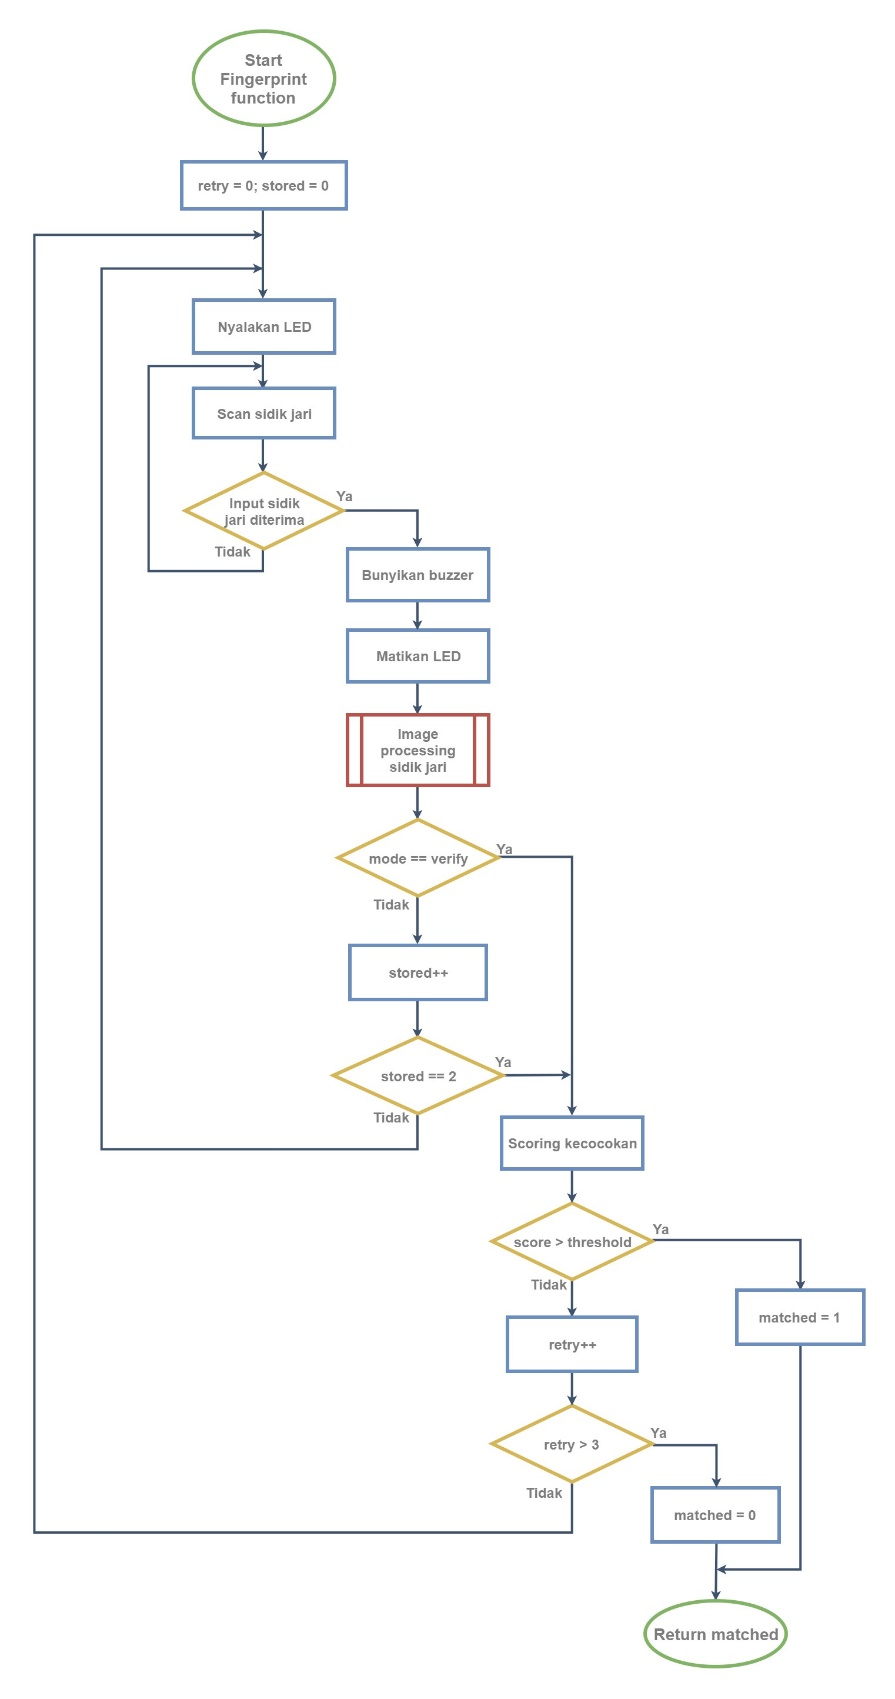 Start
Fingerprint
function
retry = 0; stored = 0
Nyalakan LED
Scan sidik jari
Input sidik
jari diterima
Ya
Tidak
Bunyikan buzzer
Matikan LED
Image
processing
sidik jari
mode == verify
Ya
Tidak
stored++
stored == 2
Ya
Tidak
Scoring kecocokan
score > threshold
Ya
Tidak
matched = 1
retry++
retry > 3
Ya
Tidak
matched = 0
Return matched